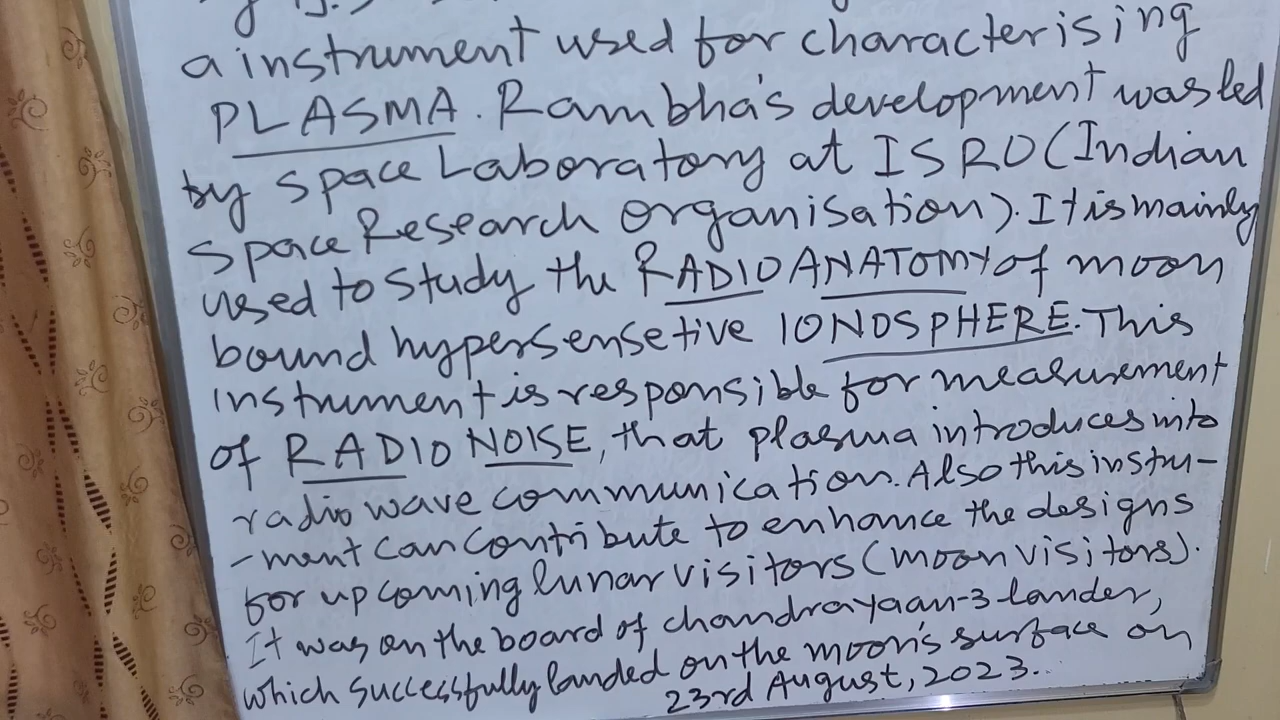 a instrument used for characterising
PLASMA. Rambha's development was led
by Space Laboratory at ISRO (Indian
Space Research Organisation). It is mainly
used to study the RADIO ANATOMY of moon
bound hypersensetive IONOSPHERE. This
instrument is responsible for measurement
of RADIO NOISE, that plasma introduces into
radio wave communication. Also this instru-
-ment can contribute to enhance the designs
for upcoming lunar visitors (moon visitors).
It was on the board of chandrayaan-3 lander,
which successfully landed on the moon's surface on
23rd August, 2023...